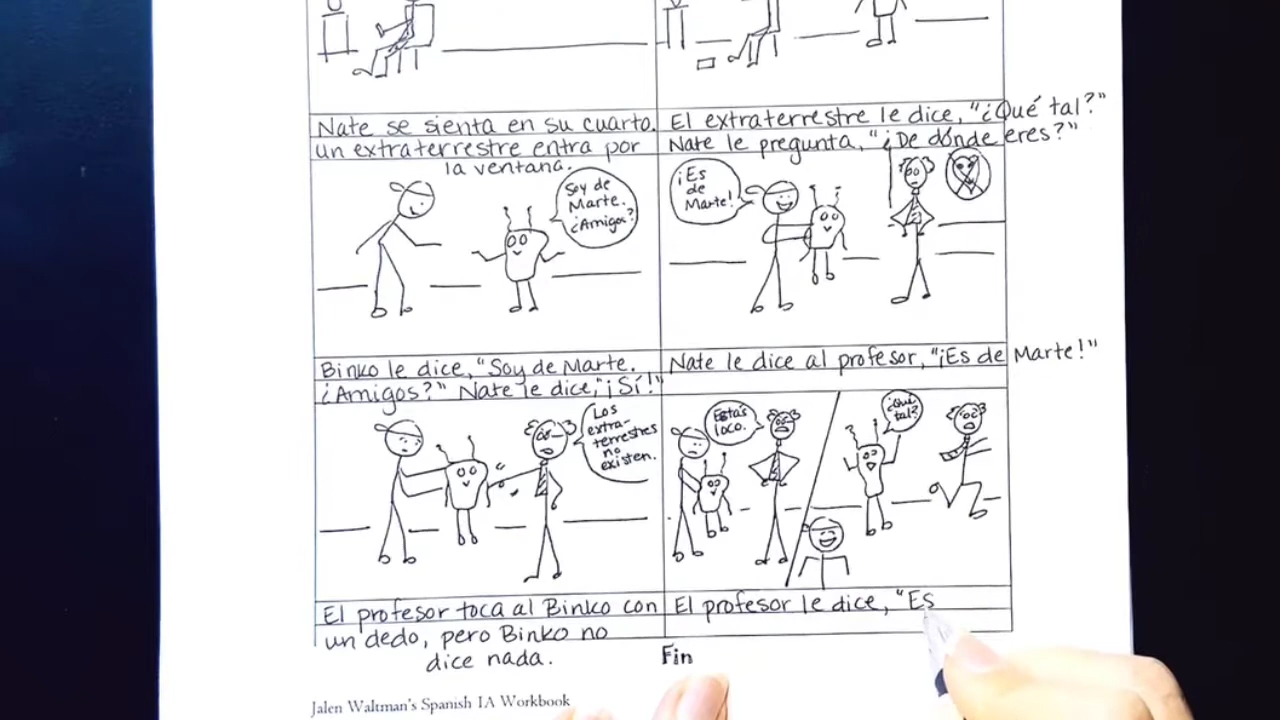 Nate se sienta en su cuarto.
un extraterrestre entra por
la ventana.
El extraterrestre le dice, "¿Qué tal?"
Nate le pregunta, "¿De dónde eres?"
Soy de
Marte.
¿Amigos?
¡Es
de
Marte!
Binko le dice, "Soy de Marte.
¿Amigos?" Nate le dice, "¡Sí!"
Nate le dice al profesor, "¡Es de Marte!"
Los
extra-
terrestres
no
existen.
Estás
loco.
¿Qué
tal?
El profesor toca al Binko con
un dedo, pero Binko no
dice nada.
El profesor le dice, "Es
Fin
Jalen Waltman's Spanish IA Workbook